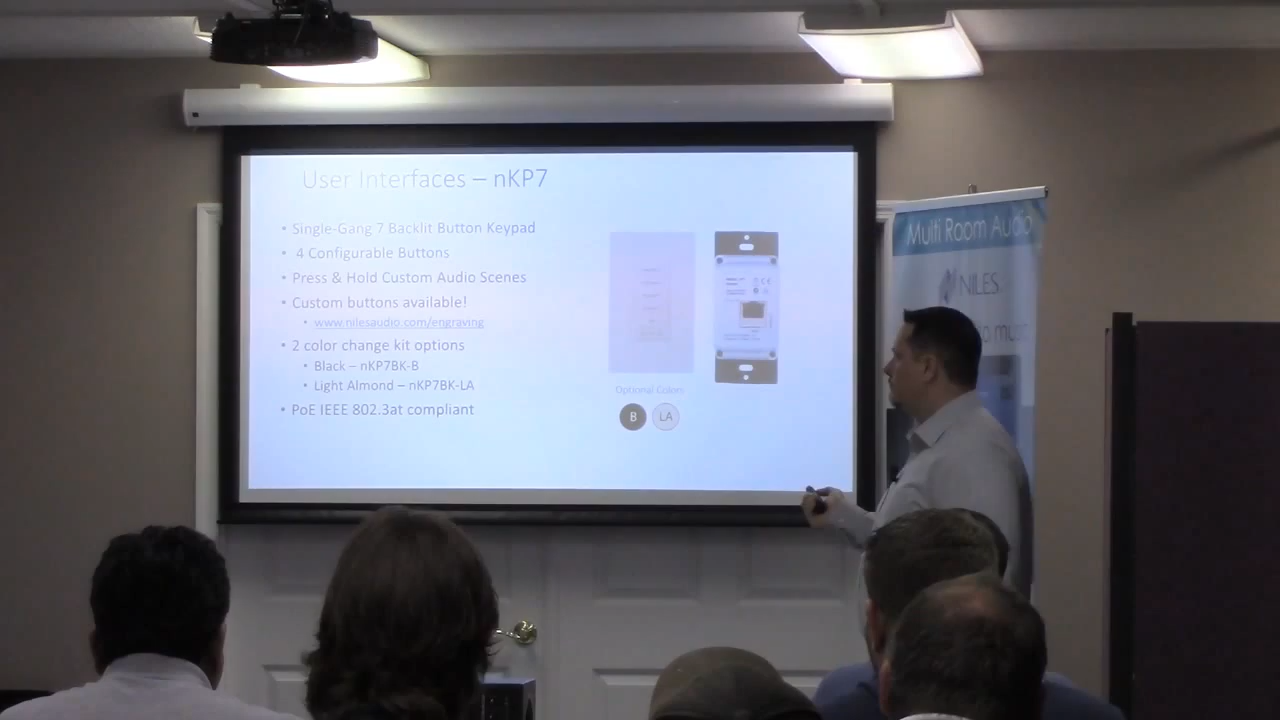 User Interfaces – nKP7
• Single-Gang 7 Backlit Button Keypad
• 4 Configurable Buttons
• Press & Hold Custom Audio Scenes
• Custom buttons available!
• www.nilesaudio.com/engraving
• 2 color change kit options
• Black – nKP7BK-B
• Light Almond – nKP7BK-LA
• PoE IEEE 802.3at compliant
Optional Colors
B LA
Multi Room Audio
NILES